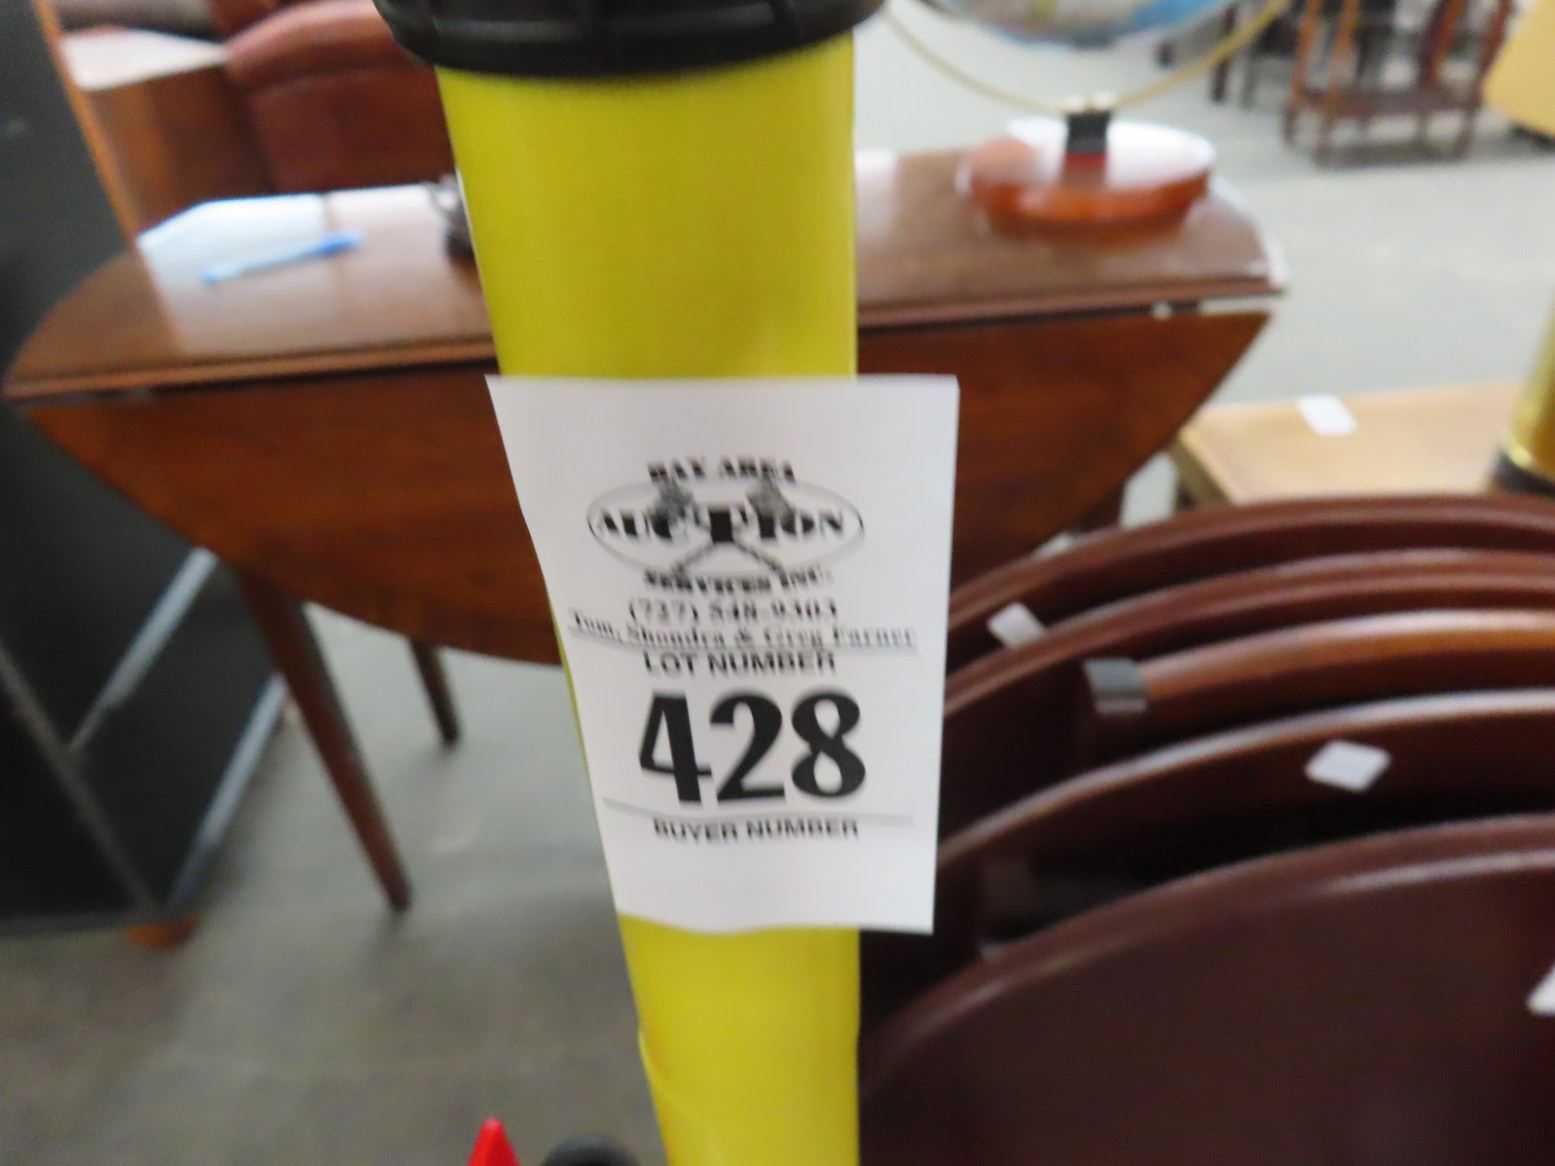 BAY AREA
AUCTION
SERVICES INC.
(727) 548-9303
Tom, Shondra & Greg Farner
LOT NUMBER
428
BUYER NUMBER